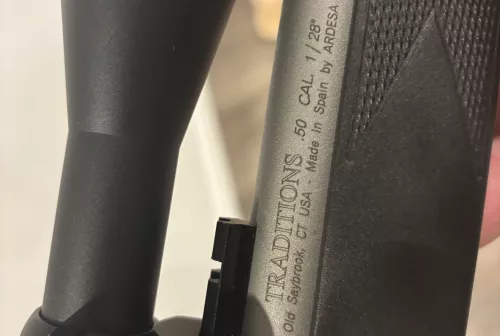 TRADITIONS .50 CAL. 1/28"
Old Saybrook, CT USA - Made In Spain by ARDESA